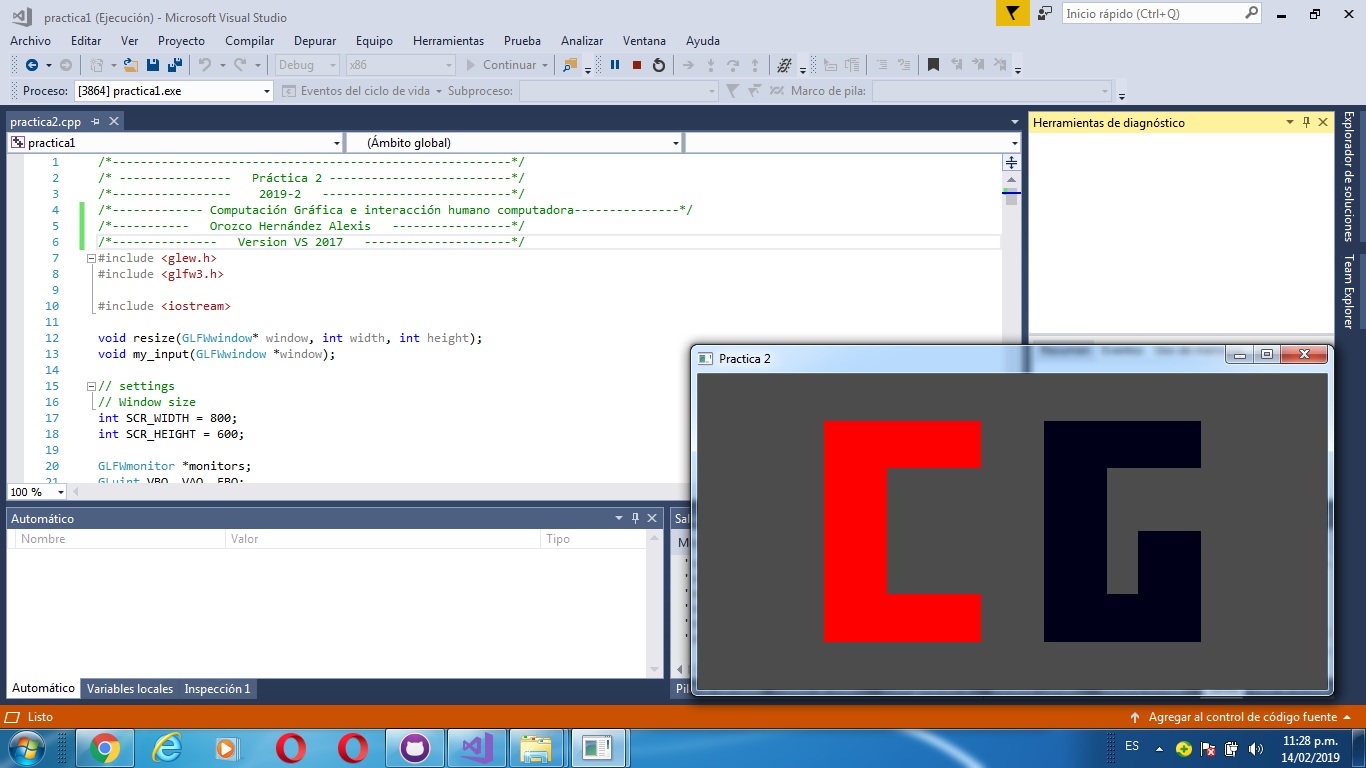 practica1 (Ejecución) - Microsoft Visual Studio
Inicio rápido (Ctrl+Q)
Archivo Editar Ver Proyecto Compilar Depurar Equipo Herramientas Prueba Analizar Ventana Ayuda
Debug x86 Continuar
Proceso: [3864] practica1.exe Eventos del ciclo de vida Subproceso: Marco de pila:
practica2.cpp
practica1 (Ámbito global)
1 /*---------------------------------------------------------*/
2 /* ---------------- Práctica 2 --------------------------*/
3 /*----------------- 2019-2 ---------------------------*/
4 /*------------- Computación Gráfica e interacción humano computadora---------------*/
5 /*----------- Orozco Hernández Alexis -----------------*/
6 /*--------------- Version VS 2017 ---------------------*/
7 #include <glew.h>
8 #include <glfw3.h>
9
10 #include <iostream>
11
12 void resize(GLFWwindow* window, int width, int height);
13 void my_input(GLFWwindow *window);
14
15 // settings
16 // Window size
17 int SCR_WIDTH = 800;
18 int SCR_HEIGHT = 600;
19
20 GLFWmonitor *monitors;
21 GLuint VBO, VAO, EBO;
100 %
Herramientas de diagnóstico
Explorador de soluciones
Team Explorer
Practica 2
CG
Automático
Nombre Valor Tipo
Sal
M
Automático Variables locales Inspección 1
Pil
Listo
Agregar al control de código fuente
ES
11:28 p.m.
14/02/2019